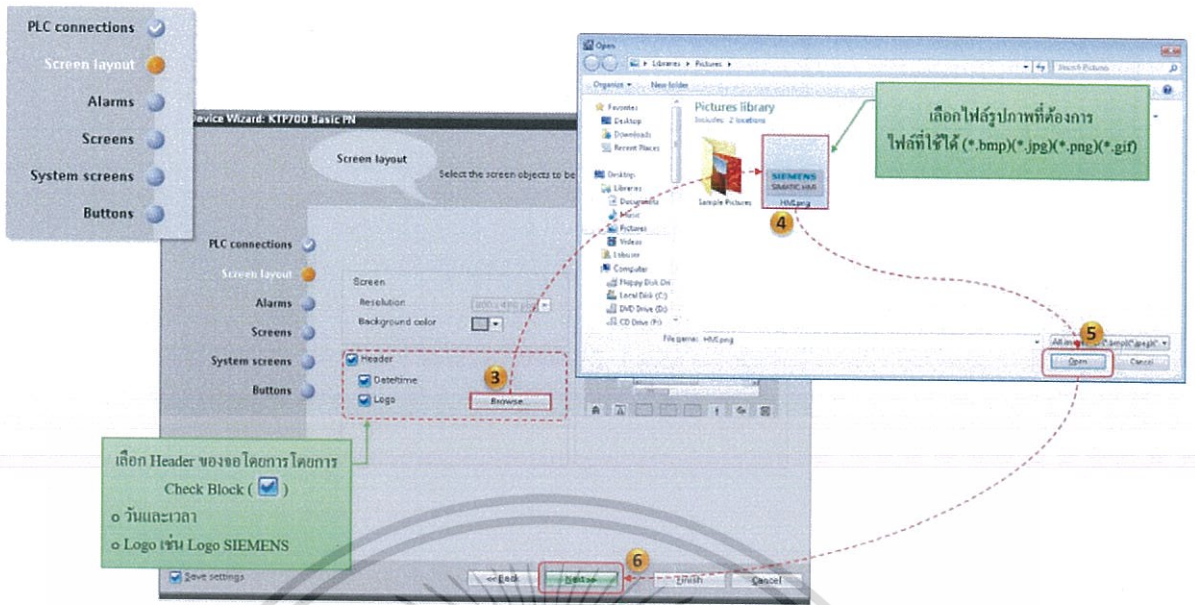 PLC connections
Screen layout
Alarms
Screens
System screens
Buttons
Device Wizard: KTP700 Basic PN
Screen layout
Select the screen objects to be
PLC connections
Screen layout
Alarms
Screens
System screens
Buttons
Screen
Resolution
Background color
Header
Date/time
Logo
3
Browse
เลือก Header ของจอโดยการโดยการ
Check Block ( )
o วันและเวลา
o Logo เช่น Logo SIEMENS
Save settings
<< Back
Next >>
6
Finish
Cancel
Open
Libraries
Pictures
Search Pictures
Organize
New folder
Favorites
Desktop
Downloads
Recent Places
Desktop
Libraries
Documents
Music
Pictures
Videos
Computer
Floppy Disk Dri
Local Disk (C:)
DVD Drive (D:)
CD Drive (F:)
Pictures library
Includes: 2 locations
Sample Pictures
SIEMENS
SIMATIC HMI
HMI.png
4
เลือกไฟล์รูปภาพที่ต้องการ
ไฟล์ที่ใช้ได้ (*.bmp)(*.jpg)(*.png)(*.gif)
File name: HMI.png
5
Open
Cancel